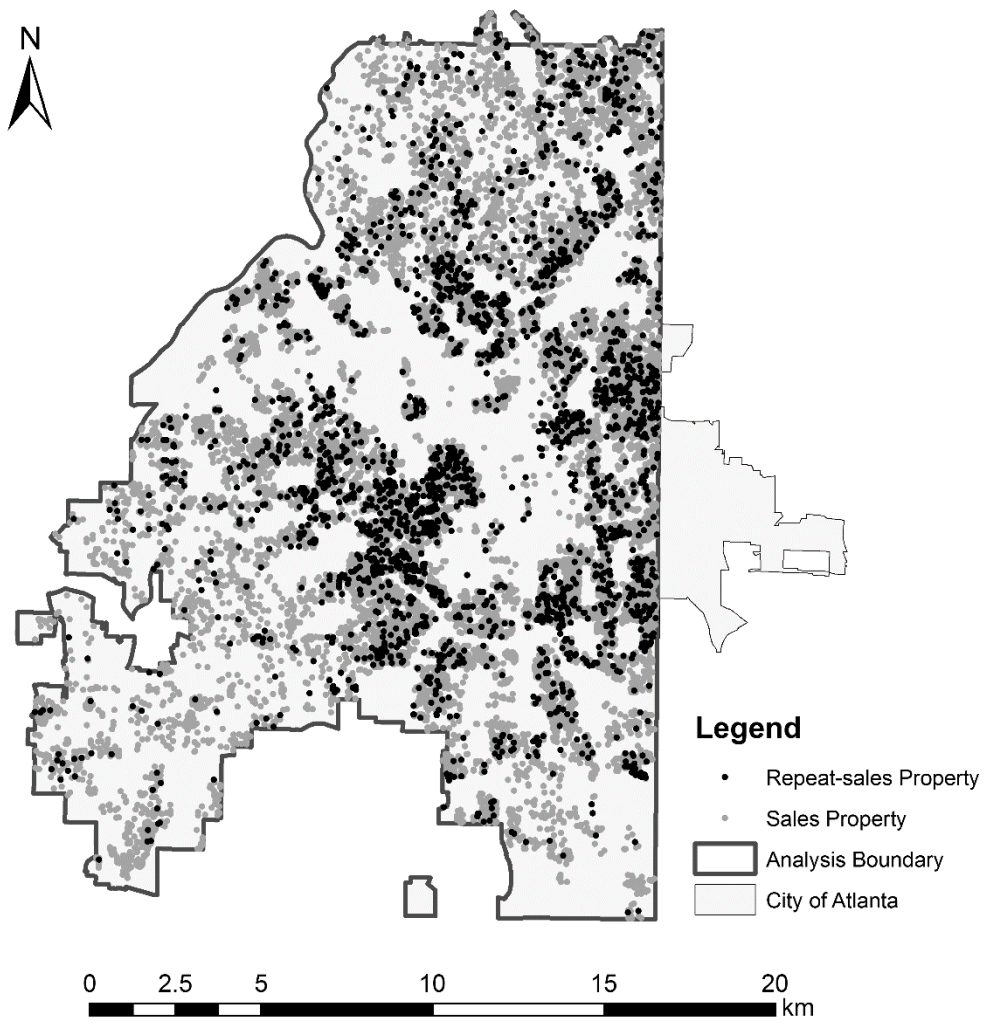 N
Legend
Repeat-sales Property
Sales Property
Analysis Boundary
City of Atlanta
0 2.5 5 10 15 20
km